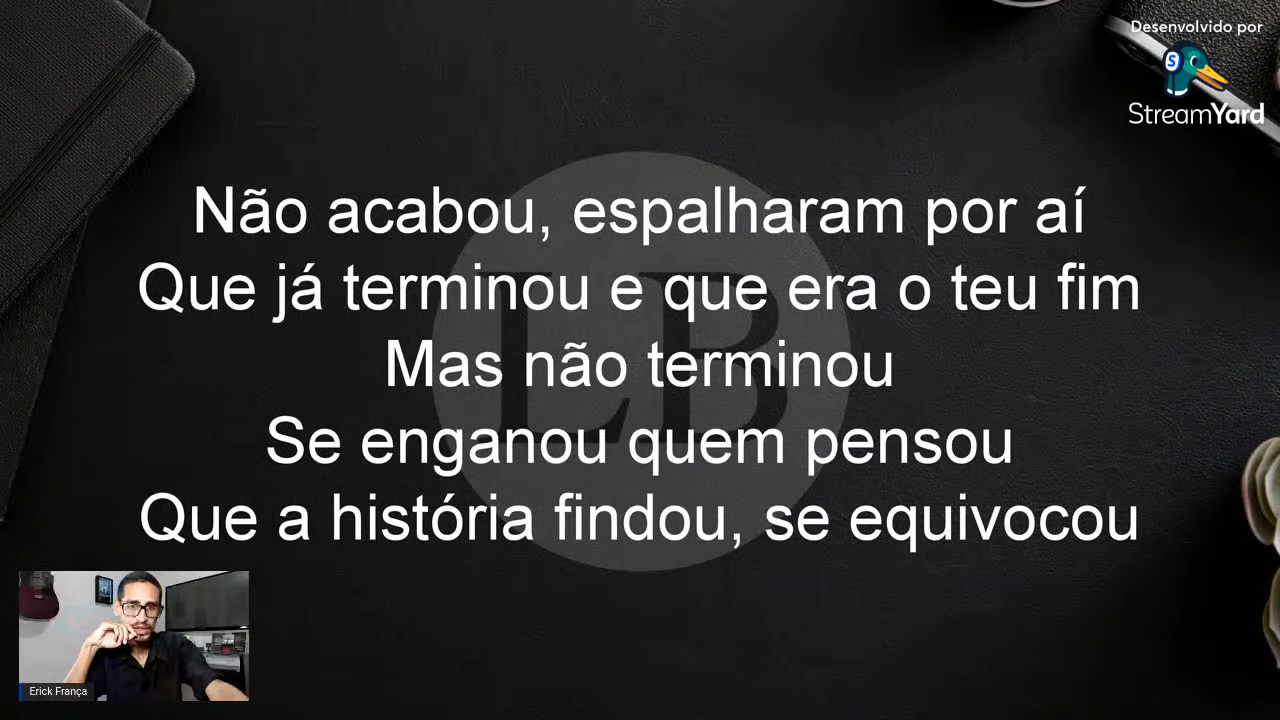 Desenvolvido por
S
StreamYard
LB
Não acabou, espalharam por aí
Que já terminou e que era o teu fim
Mas não terminou
Se enganou quem pensou
Que a história findou, se equivocou
Erick França